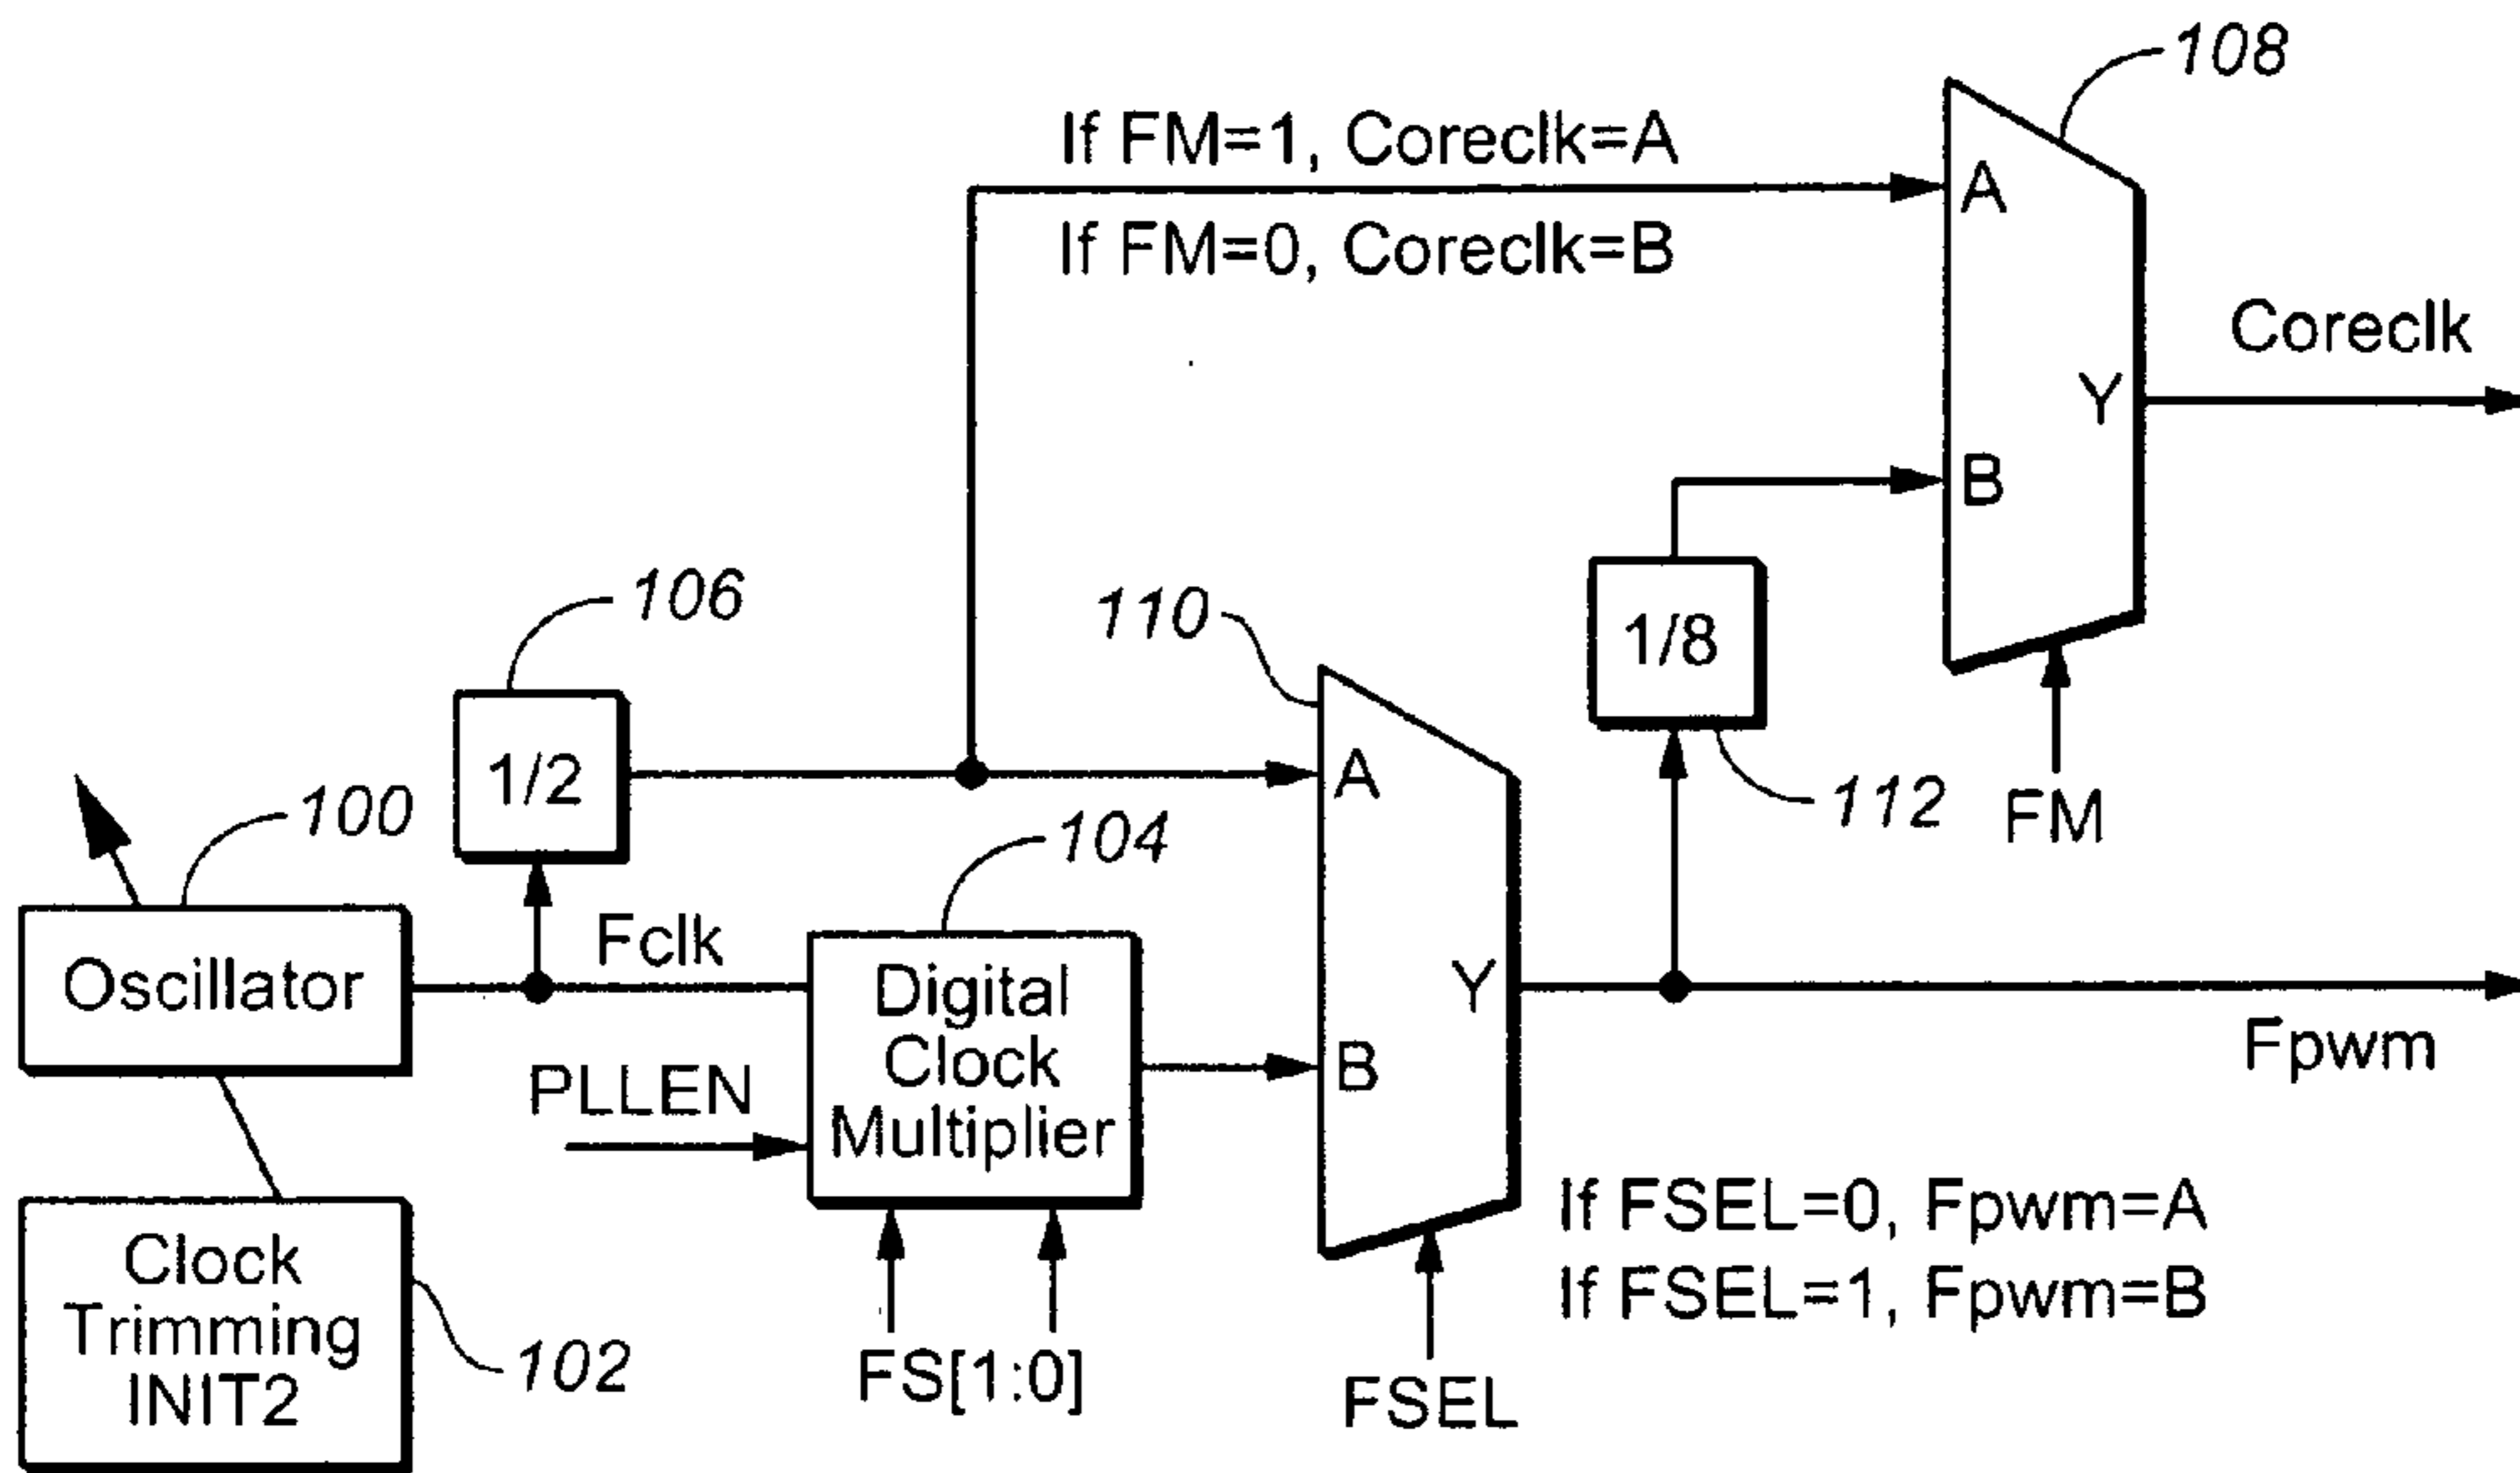 108
If FM=1, Coreclk=A
If FM=0, Coreclk=B
A
Coreclk
Y
B
106
110
1/8
1/2
A
112
FM
100
104
Fclk
Oscillator
Digital
Clock
Multiplier
Y
Fpwm
PLLEN
B
If FSEL=0, Fpwm=A
If FSEL=1, Fpwm=B
Clock
Trimming
INIT2
102
FS[1:0]
FSEL